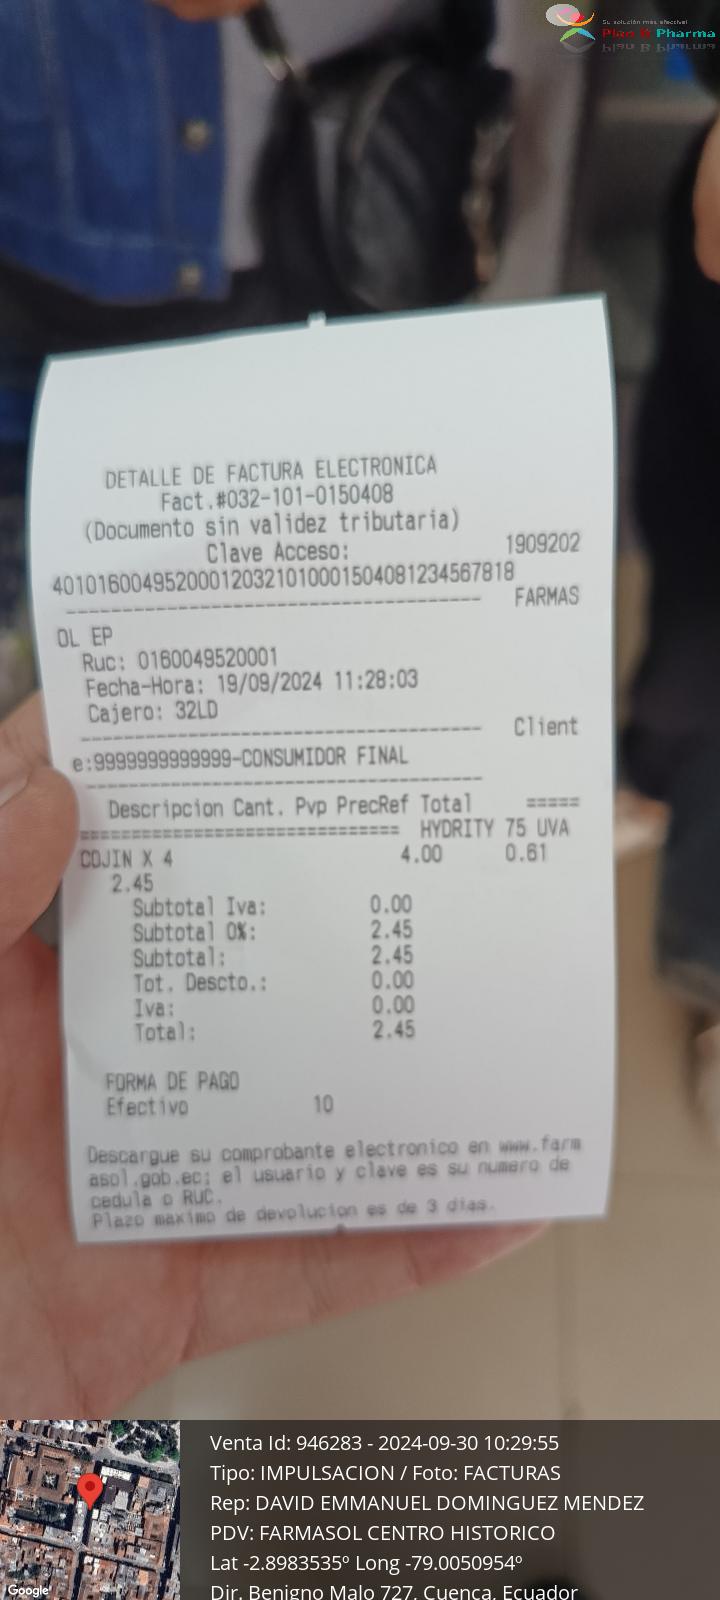 Su solución más efectiva!
Plan B Pharma
DETALLE DE FACTURA ELECTRONICA
Fact.#032-101-0150408
(Documento sin validez tributaria)
Clave Acceso: 1909202
401016004952000120321010001504081234567818
---------------------------------------- FARMAS
OL EP
Ruc: 0160049520001
Fecha-Hora: 19/09/2024 11:28:03
Cajero: 32LD
---------------------------------------- Client
e:9999999999999-CONSUMIDOR FINAL
----------------------------------------
Descripcion Cant. Pvp PrecRef Total =====
=============================== HYDRITY 75 UVA
COJIN X 4 4.00 0.61
2.45
Subtotal Iva: 0.00
Subtotal 0%: 2.45
Subtotal: 2.45
Tot. Descto.: 0.00
Iva: 0.00
Total: 2.45
FORMA DE PAGO
Efectivo 10
Descargue su comprobante electronico en www.farm
asol.gob.ec; el usuario y clave es su numero de
cedula o RUC.
Plazo maximo de devolucion es de 3 dias.
Venta Id: 946283 - 2024-09-30 10:29:55
Tipo: IMPULSACION / Foto: FACTURAS
Rep: DAVID EMMANUEL DOMINGUEZ MENDEZ
PDV: FARMASOL CENTRO HISTORICO
Lat -2.8983535º Long -79.0050954º
Dir. Benigno Malo 727, Cuenca, Ecuador
Google